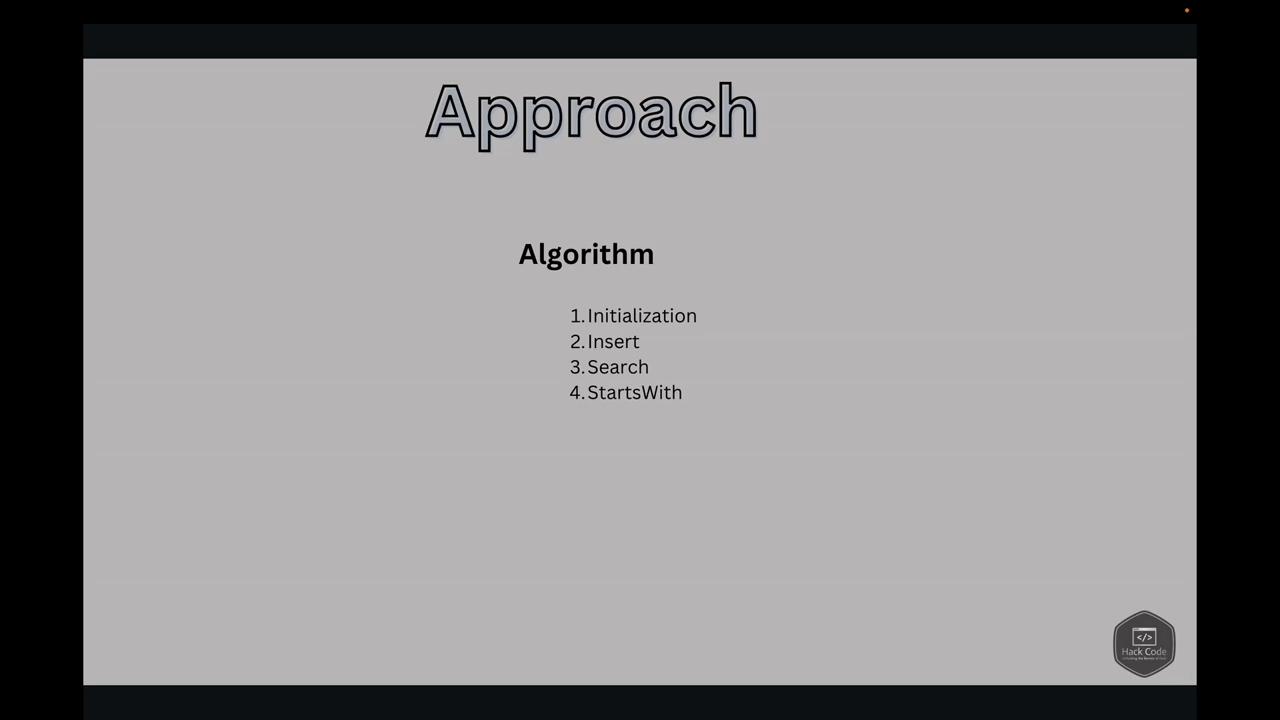 Approach
Algorithm
1. Initialization
2. Insert
3. Search
4. StartsWith
</>
Hack Code